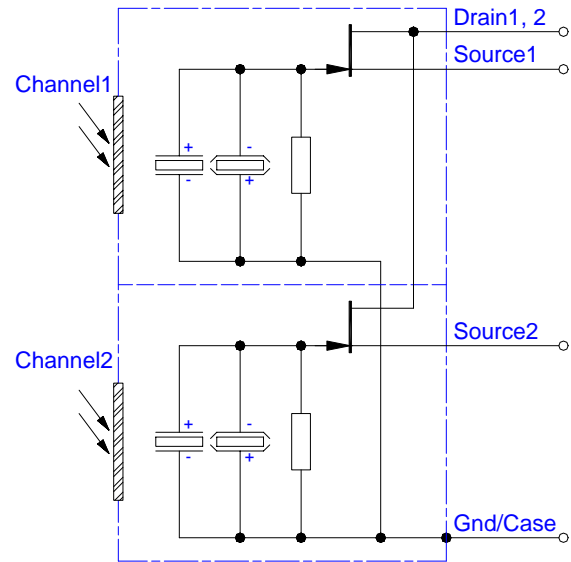 Drain1, 2
Source1
Channel1
+ -
- +
Source2
Channel2
+ -
- +
Gnd/Case